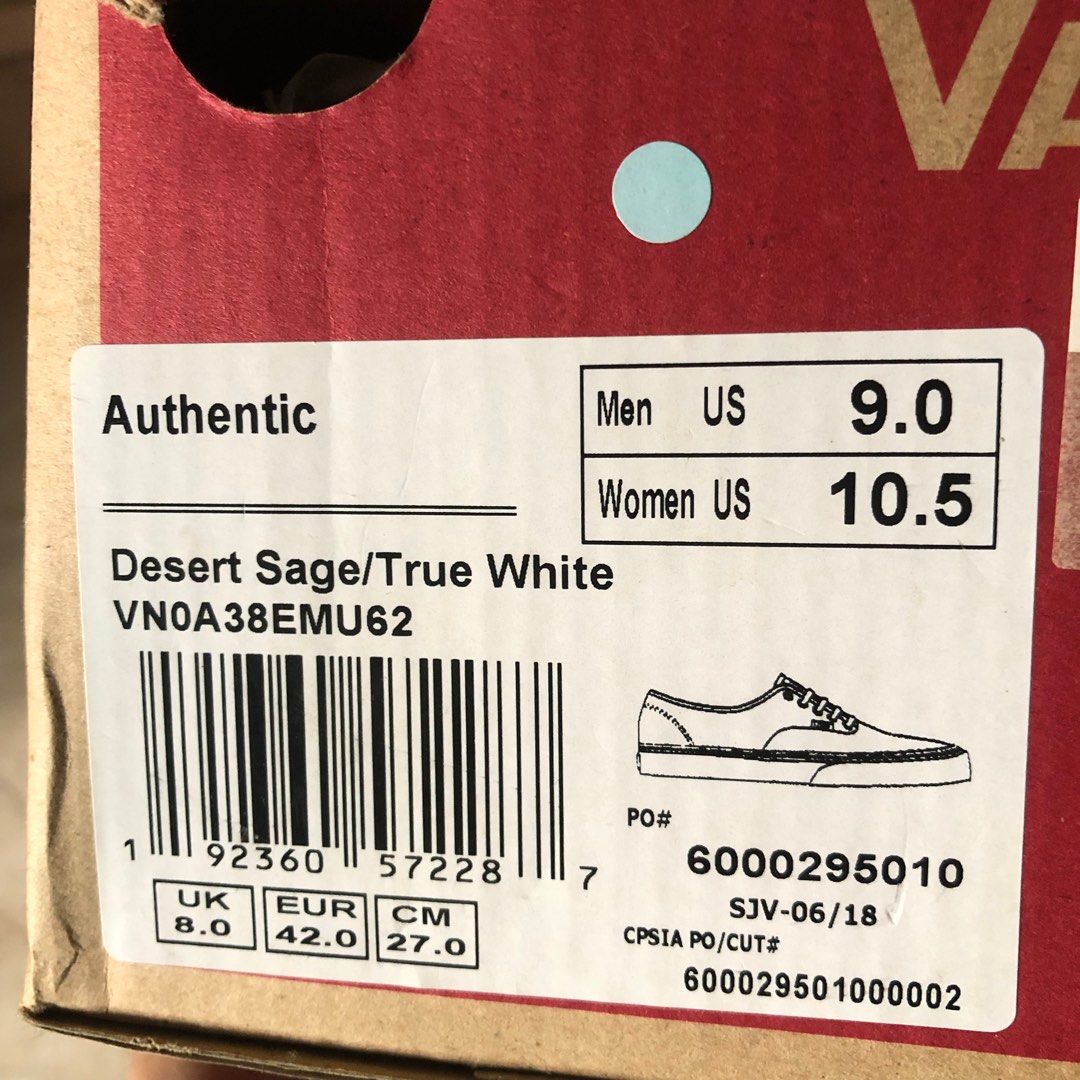 VA
Authentic
Men US 9.0
Women US 10.5
Desert Sage/True White
VN0A38EMU62
1 92360 57228 7
UK 8.0
EUR 42.0
CM 27.0
PO#
6000295010
SJV-06/18
CPSIA PO/CUT#
600029501000002